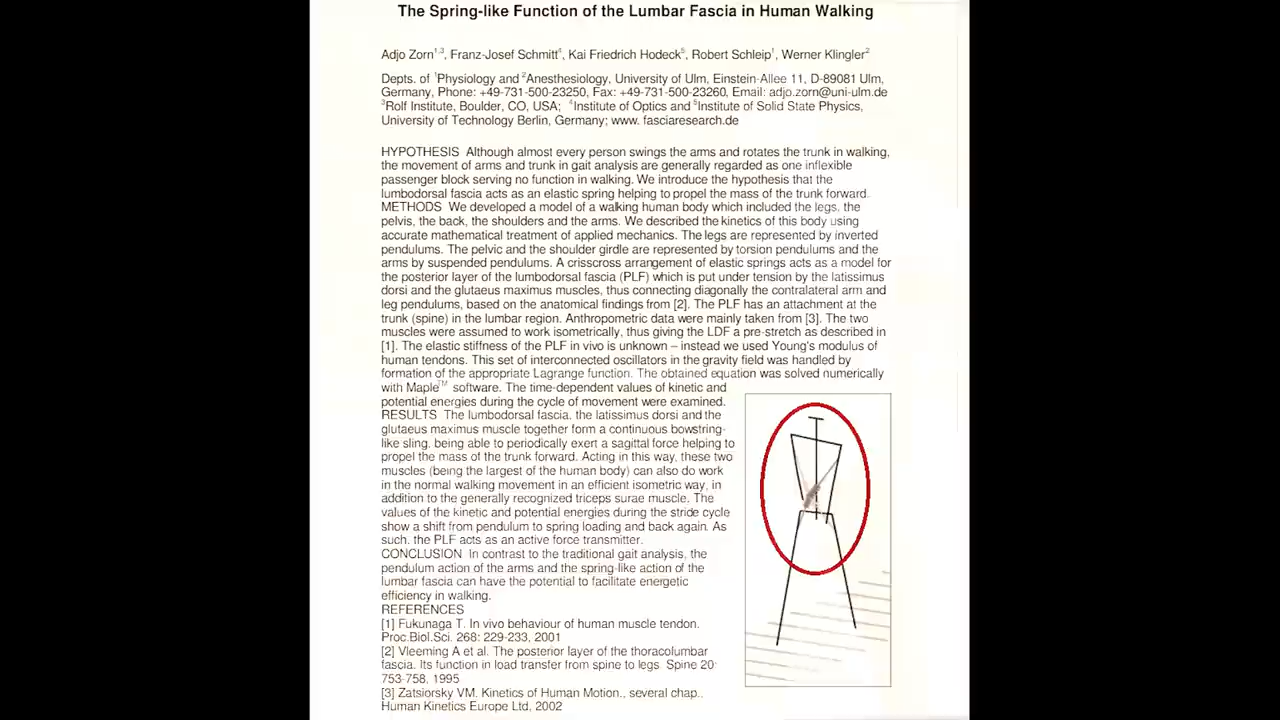 The Spring-like Function of the Lumbar Fascia in Human Walking
Adjo Zorn1,3, Franz-Josef Schmitt4, Kai Friedrich Hodeck5, Robert Schleip1, Werner Klingler2
Depts. of 1Physiology and 2Anesthesiology, University of Ulm, Einstein-Allee 11, D-89081 Ulm,
Germany, Phone: +49-731-500-23250, Fax: +49-731-500-23260, Email: adjo.zorn@uni-ulm.de
3Rolf Institute, Boulder, CO, USA; 4Institute of Optics and 5Institute of Solid State Physics,
University of Technology Berlin, Germany; www. fasciaresearch.de
HYPOTHESIS Although almost every person swings the arms and rotates the trunk in walking,
the movement of arms and trunk in gait analysis are generally regarded as one inflexible
passenger block serving no function in walking. We introduce the hypothesis that the
lumbodorsal fascia acts as an elastic spring helping to propel the mass of the trunk forward.
METHODS We developed a model of a walking human body which included the legs, the
pelvis, the back, the shoulders and the arms. We described the kinetics of this body using
accurate mathematical treatment of applied mechanics. The legs are represented by inverted
pendulums. The pelvic and the shoulder girdle are represented by torsion pendulums and the
arms by suspended pendulums. A crisscross arrangement of elastic springs acts as a model for
the posterior layer of the lumbodorsal fascia (PLF) which is put under tension by the latissimus
dorsi and the glutaeus maximus muscles, thus connecting diagonally the contralateral arm and
leg pendulums, based on the anatomical findings from [2]. The PLF has an attachment at the
trunk (spine) in the lumbar region. Anthropometric data were mainly taken from [3]. The two
muscles were assumed to work isometrically, thus giving the LDF a pre-stretch as described in
[1]. The elastic stiffness of the PLF in vivo is unknown – instead we used Young's modulus of
human tendons. This set of interconnected oscillators in the gravity field was handled by
formation of the appropriate Lagrange function. The obtained equation was solved numerically
with Maple™ software. The time-dependent values of kinetic and
potential energies during the cycle of movement were examined.
RESULTS The lumbodorsal fascia, the latissimus dorsi and the
glutaeus maximus muscle together form a continuous bowstring-
like sling, being able to periodically exert a sagittal force helping to
propel the mass of the trunk forward. Acting in this way, these two
muscles (being the largest of the human body) can also do work
in the normal walking movement in an efficient isometric way, in
addition to the generally recognized triceps surae muscle. The
values of the kinetic and potential energies during the stride cycle
show a shift from pendulum to spring loading and back again. As
such, the PLF acts as an active force transmitter.
CONCLUSION In contrast to the traditional gait analysis, the
pendulum action of the arms and the spring-like action of the
lumbar fascia can have the potential to facilitate energetic
efficiency in walking.
REFERENCES
[1] Fukunaga T. In vivo behaviour of human muscle tendon.
Proc.Biol.Sci. 268: 229-233, 2001
[2] Vleeming A et al. The posterior layer of the thoracolumbar
fascia. Its function in load transfer from spine to legs. Spine 20:
753-758, 1995
[3] Zatsiorsky VM. Kinetics of Human Motion., several chap..
Human Kinetics Europe Ltd, 2002